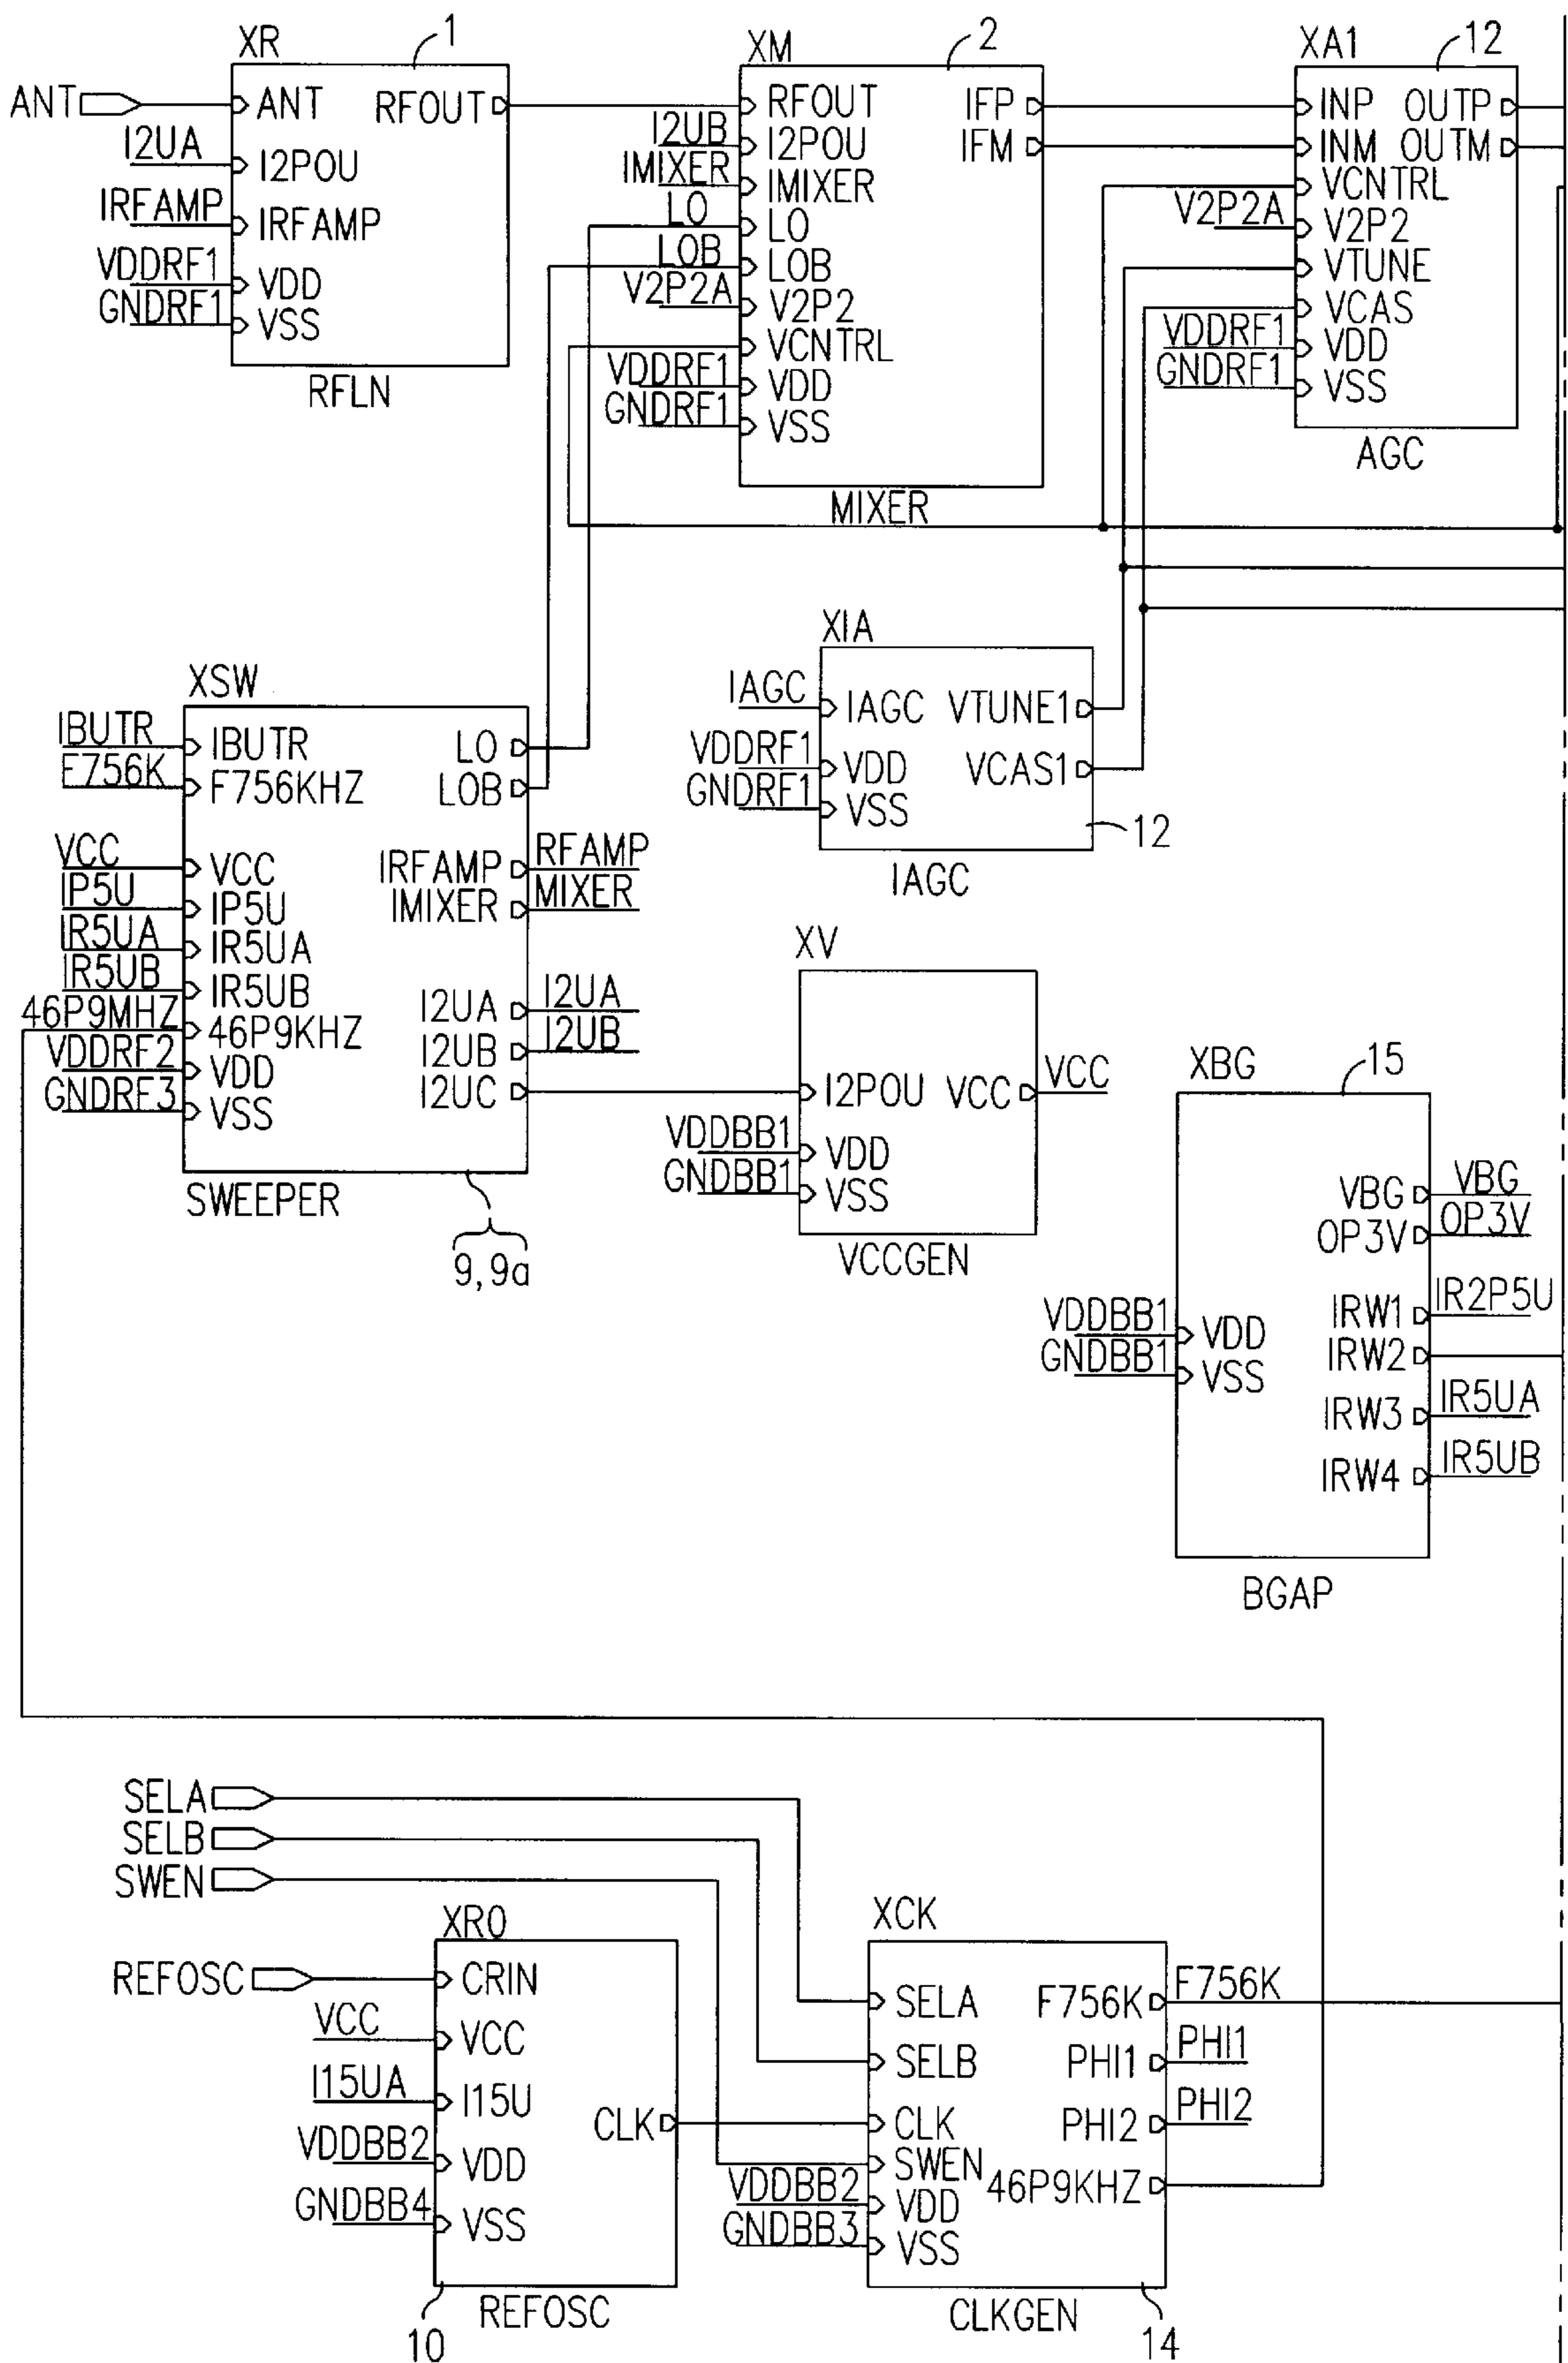 XR
1
ANT
ANT
RFOUT
I2UA
I2POU
IRFAMP
IRFAMP
VDDRF1
VDD
GNDRF1
VSS
RFLN
XM
2
RFOUT
IFP
I2UB
I2POU
IFM
IMIXER
IMIXER
LO
LO
LOB
LOB
V2P2A
V2P2
VCNTRL
VDDRF1
VDD
GNDRF1
VSS
MIXER
XA1
12
INP
OUTP
INM
OUTM
VCNTRL
V2P2A
V2P2
VTUNE
VCAS
VDDRF1
VDD
GNDRF1
VSS
AGC
XIA
IAGC
IAGC
VTUNE1
VDDRF1
VDD
VCAS1
GNDRF1
VSS
12
IAGC
XSW
IBUTR
IBUTR
LO
F756K
F756KHZ
LOB
VCC
VCC
IRFAMP
RFAMP
IP5U
IP5U
IMIXER
MIXER
IR5UA
IR5UA
IR5UB
IR5UB
I2UA
I2UA
46P9MHZ
46P9KHZ
I2UB
I2UB
VDDRF2
VDD
I2UC
GNDRF3
VSS
SWEEPER
9,9a
XV
I2POU
VCC
VCC
VDDBB1
VDD
GNDBB1
VSS
VCCGEN
XBG
15
VBG
VBG
OP3V
OP3V
VDDBB1
VDD
IRW1
IR2P5U
GNDBB1
VSS
IRW2
IRW3
IR5UA
IRW4
IR5UB
BGAP
SELA
SELB
SWEN
XRO
REFOSC
CRIN
VCC
VCC
I15UA
I15U
CLK
VDDBB2
VDD
GNDBB4
VSS
10
REFOSC
XCK
SELA
F756K
F756K
SELB
PHI1
PHI1
CLK
PHI2
PHI2
SWEN
46P9KHZ
VDDBB2
VDD
GNDBB3
VSS
CLKGEN
14